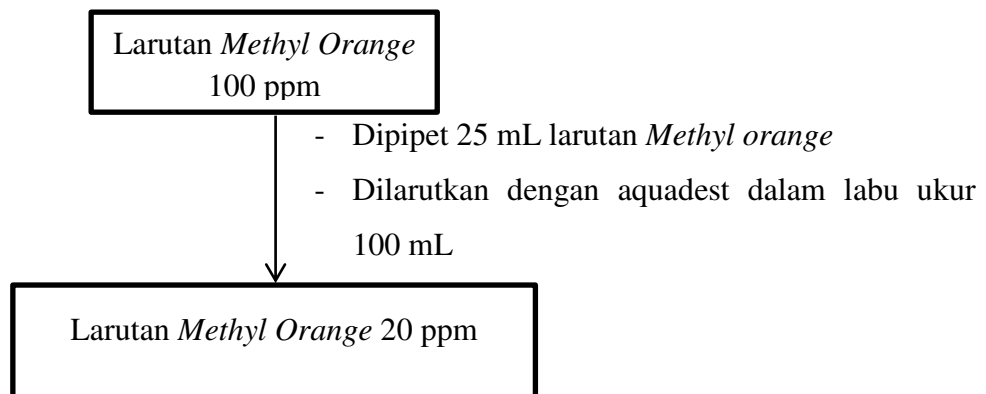 Larutan Methyl Orange
100 ppm
- Dipipet 25 mL larutan Methyl orange
- Dilarutkan dengan aquadest dalam labu ukur
100 mL
Larutan Methyl Orange 20 ppm